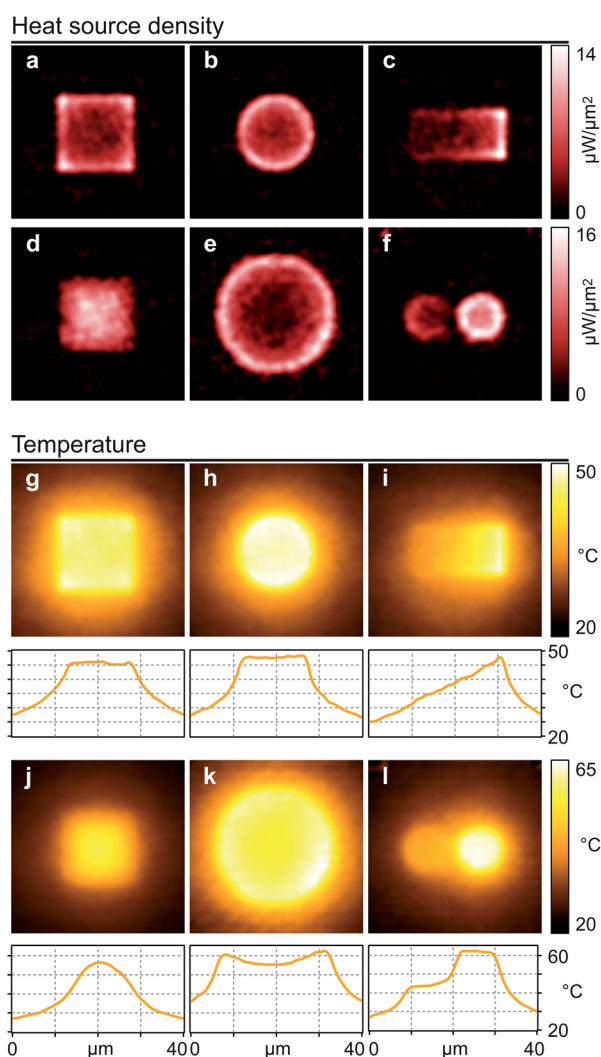 Heat source density
a b c 14
µW/µm2
0
d e f 16
µW/µm2
0
Temperature
g h i 50
°C
20
50
°C
20
j k l 65
°C
20
60
°C
20
0 µm 40 0 µm 40 0 µm 40